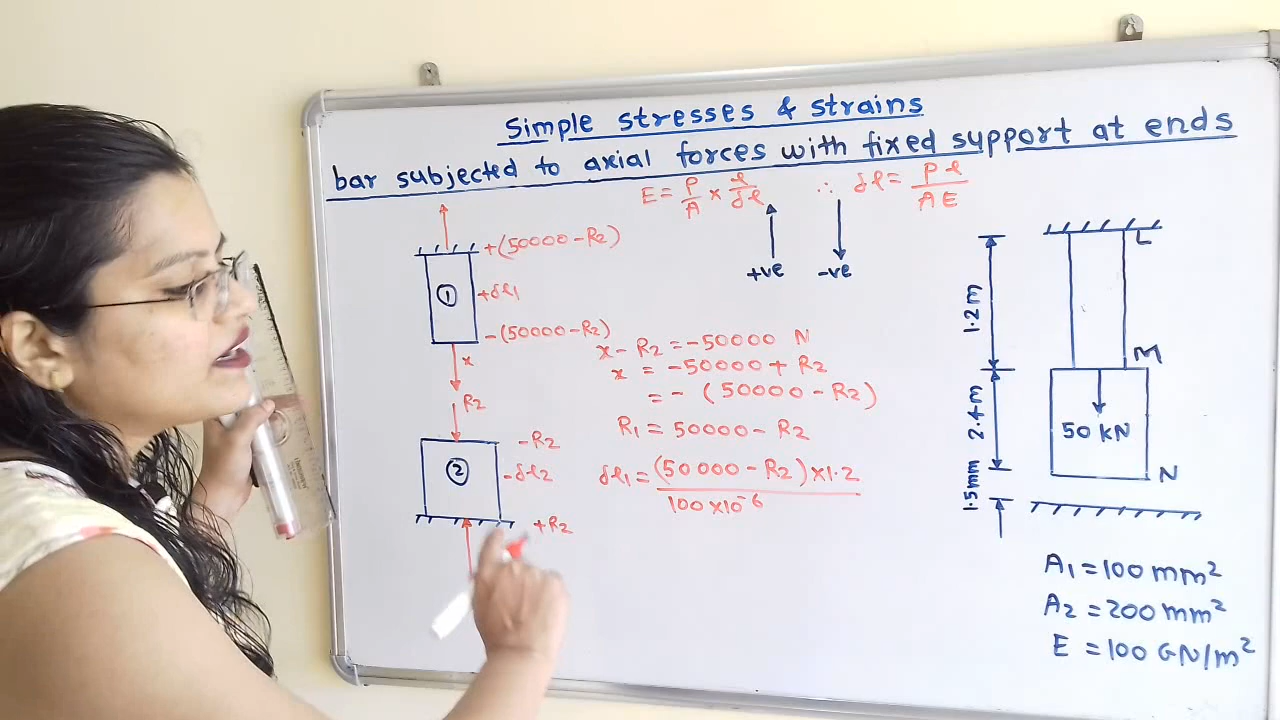 Simple stresses & strains
bar subjected to axial forces with fixed support at ends
E = P/A × l/δl ∴ δl = Pl/AE
+ve -ve
+(50000 - R2)
①
+δl1
-(50000 - R2)
x
R2
-R2
②
-δl2
+R2
x - R2 = -50000 N
x = -50000 + R2
= - (50000 - R2)
R1 = 50000 - R2
δl1 = (50000 - R2) × 1.2
100 × 10^-6
L
1.2 m
M
2.4 m
50 KN
N
1.5 mm
A1 = 100 mm²
A2 = 200 mm²
E = 100 GN/m²